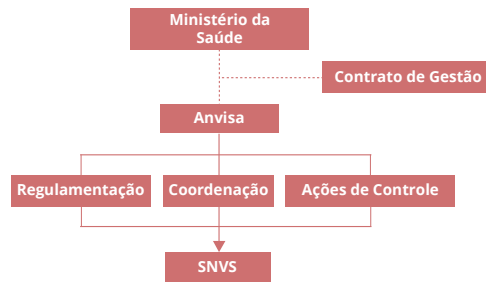 Ministério da
Saúde
Contrato de Gestão
Anvisa
Regulamentação
Coordenação
Ações de Controle
SNVS